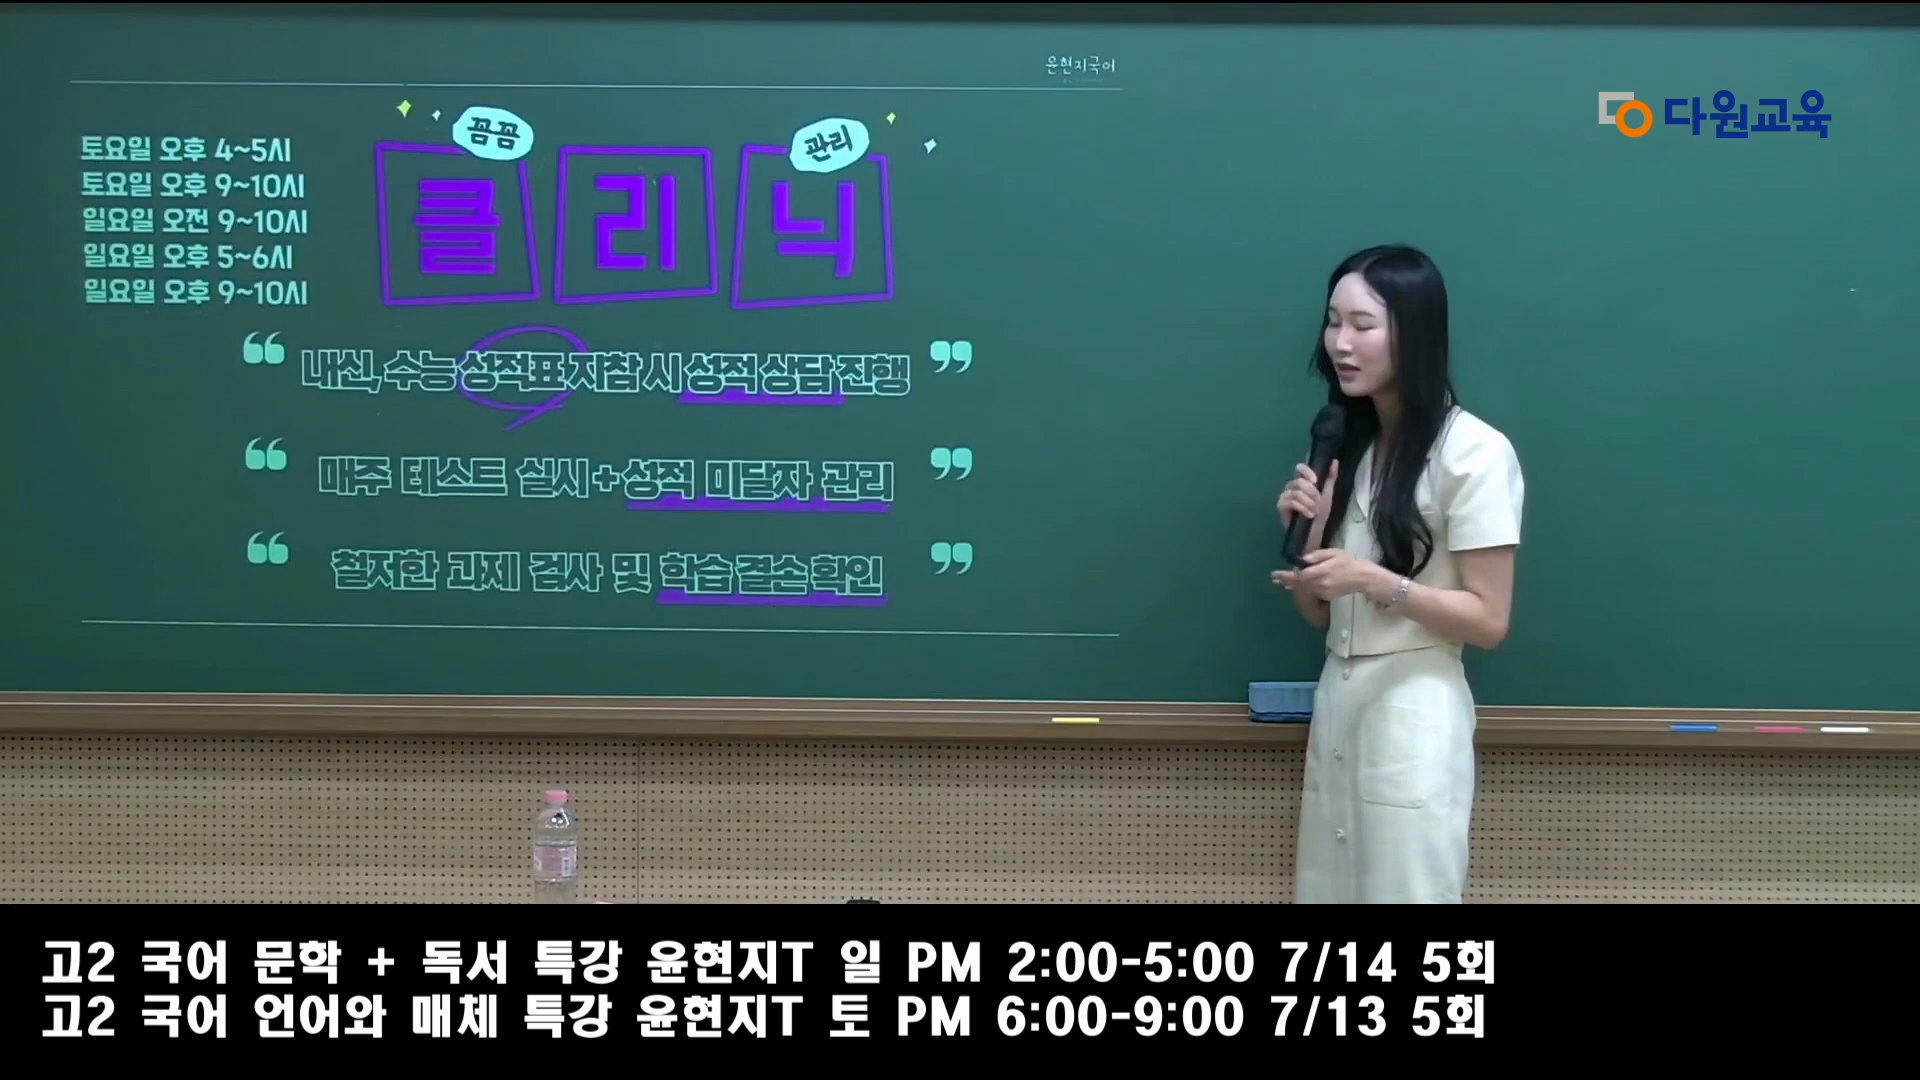 윤현지국어
다원교육
토요일 오후 4~5시
토요일 오후 9~10시
일요일 오전 9~10시
일요일 오후 5~6시
일요일 오후 9~10시
꼼꼼
관리
클리닉
“ 내신, 수능 성적표 지참 시 성적 상담 진행 ”
“ 매주 테스트 실시+성적 미달자 관리 ”
“ 철저한 과제 검사 및 학습 결손 확인 ”
고2 국어 문학 + 독서 특강 윤현지T 일 PM 2:00-5:00 7/14 5회
고2 국어 언어와 매체 특강 윤현지T 토 PM 6:00-9:00 7/13 5회